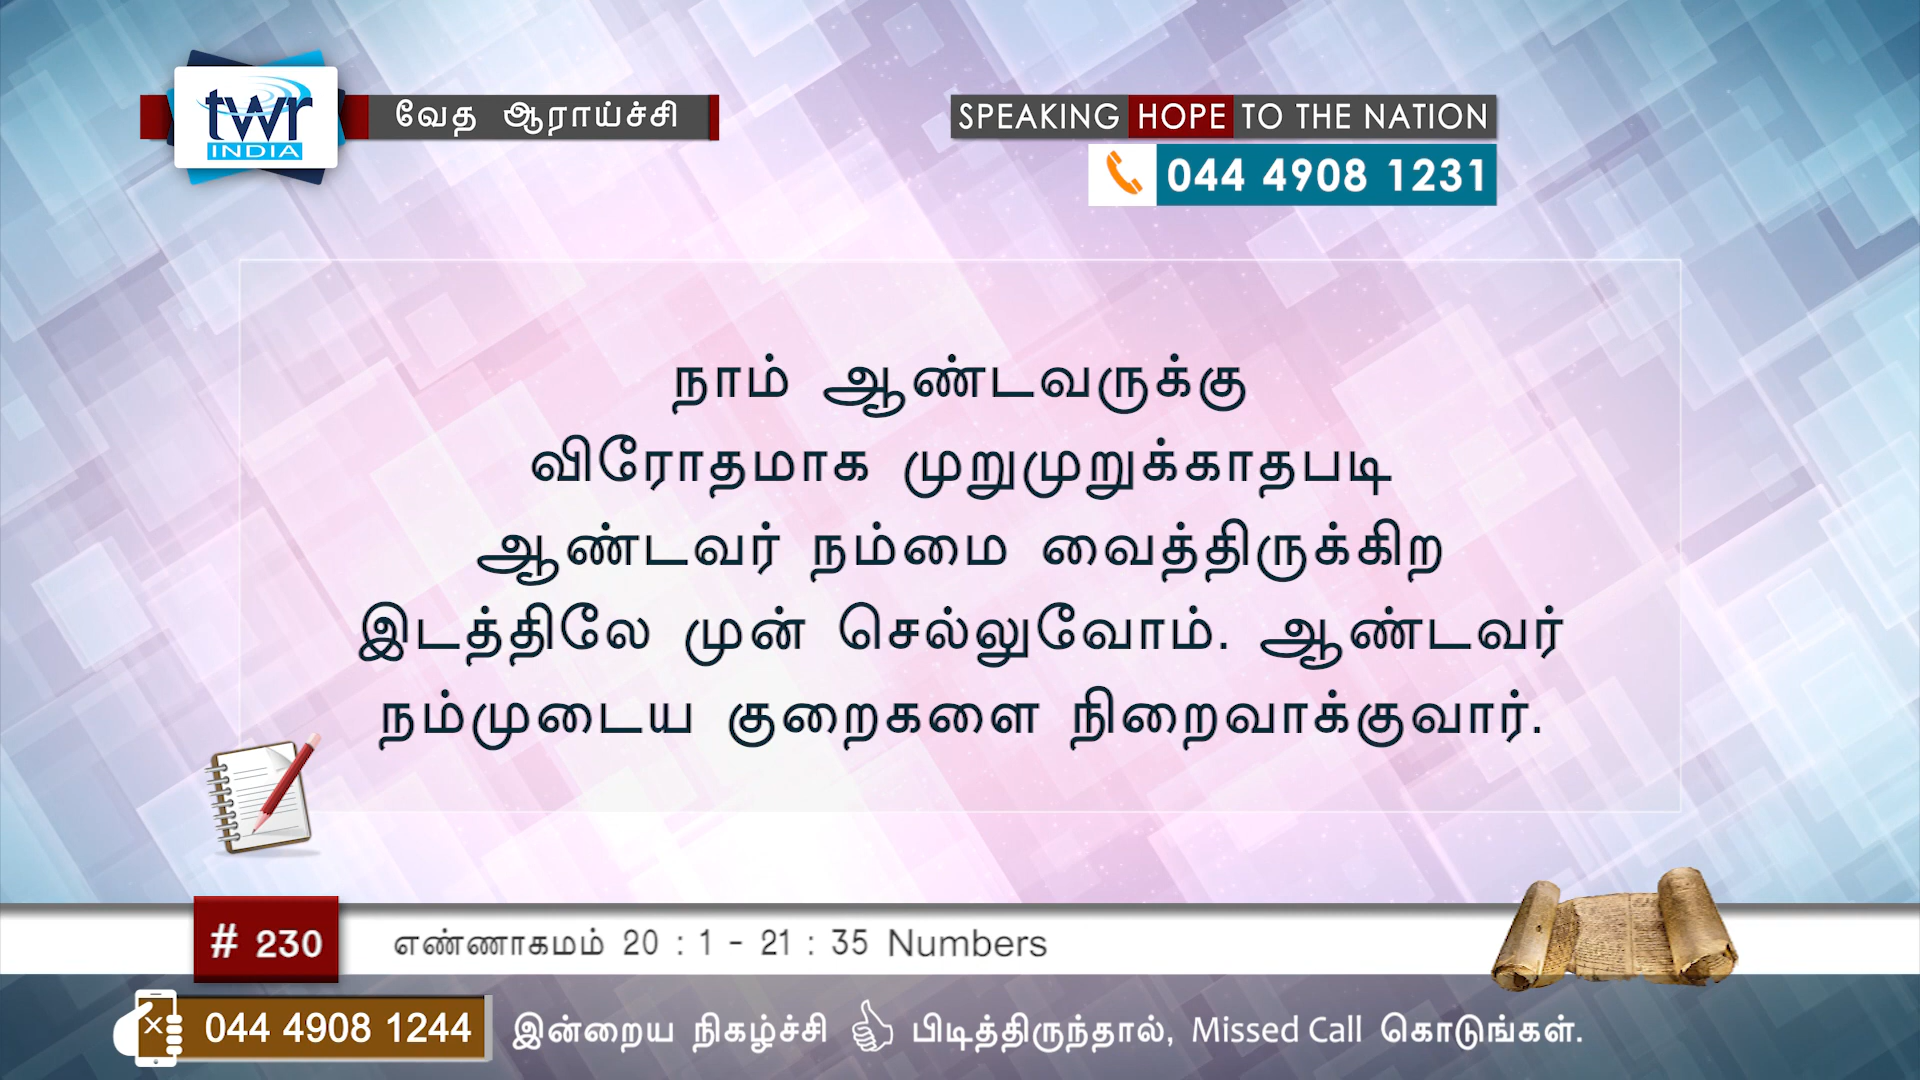 twr
INDIA
வேத ஆராய்ச்சி
SPEAKING HOPE TO THE NATION
044 4908 1231
நாம் ஆண்டவருக்கு
விரோதமாக முறுமுறுக்காதபடி
ஆண்டவர் நம்மை வைத்திருக்கிற
இடத்திலே முன் செல்லுவோம். ஆண்டவர்
நம்முடைய குறைகளை நிறைவாக்குவார்.
# 230
எண்ணாகமம் 20 : 1 - 21 : 35 Numbers
044 4908 1244
இன்றைய நிகழ்ச்சி பிடித்திருந்தால், Missed Call கொடுங்கள்.